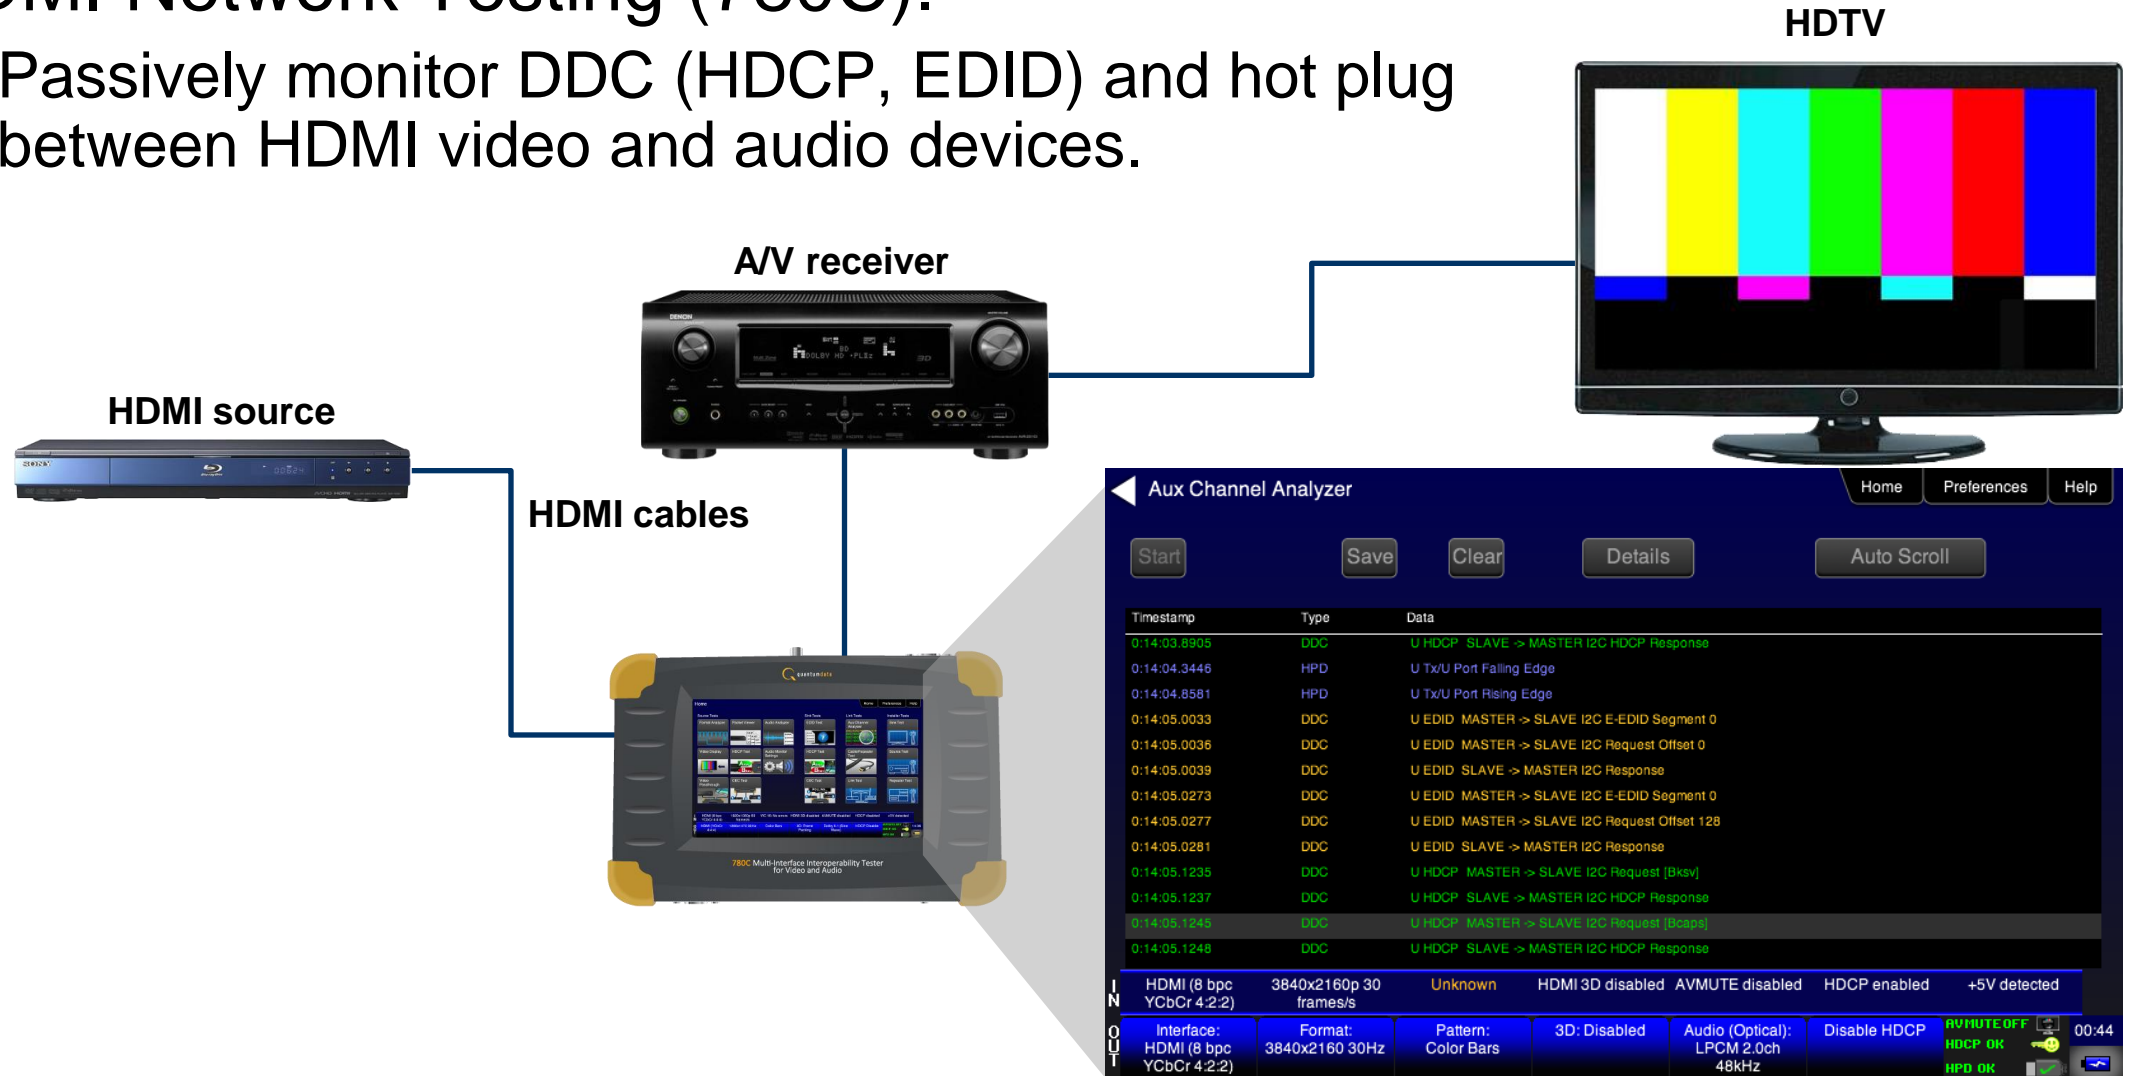 DMI Network Testing (780C):
Passively monitor DDC (HDCP, EDID) and hot plug
between HDMI video and audio devices.
HDTV
A/V receiver
DENON
HDMI source
SONY
HDMI cables
quantumdata
Home
780C Multi-Interface Interoperability Tester
for Video and Audio
Aux Channel Analyzer
Home Preferences Help
Start Save Clear Details Auto Scroll
Timestamp Type Data
0:14:03.8905 DDC U HDCP SLAVE -> MASTER I2C HDCP Response
0:14:04.3446 HPD U Tx/U Port Falling Edge
0:14:04.8581 HPD U Tx/U Port Rising Edge
0:14:05.0033 DDC U EDID MASTER -> SLAVE I2C E-EDID Segment 0
0:14:05.0036 DDC U EDID MASTER -> SLAVE I2C Request Offset 0
0:14:05.0039 DDC U EDID SLAVE -> MASTER I2C Response
0:14:05.0273 DDC U EDID MASTER -> SLAVE I2C E-EDID Segment 0
0:14:05.0277 DDC U EDID MASTER -> SLAVE I2C Request Offset 128
0:14:05.0281 DDC U EDID SLAVE -> MASTER I2C Response
0:14:05.1235 DDC U HDCP MASTER -> SLAVE I2C Request [Bksv]
0:14:05.1237 DDC U HDCP SLAVE -> MASTER I2C HDCP Response
0:14:05.1245 DDC U HDCP MASTER -> SLAVE I2C Request [Bcaps]
0:14:05.1248 DDC U HDCP SLAVE -> MASTER I2C HDCP Response
IN
HDMI (8 bpc
YCbCr 4:2:2)
3840x2160p 30
frames/s
Unknown
HDMI 3D disabled
AVMUTE disabled
HDCP enabled
+5V detected
OUT
Interface:
HDMI (8 bpc
YCbCr 4:2:2)
Format:
3840x2160 30Hz
Pattern:
Color Bars
3D: Disabled
Audio (Optical):
LPCM 2.0ch
48kHz
Disable HDCP
AVMUTE OFF
HDCP OK
HPD OK
00:44